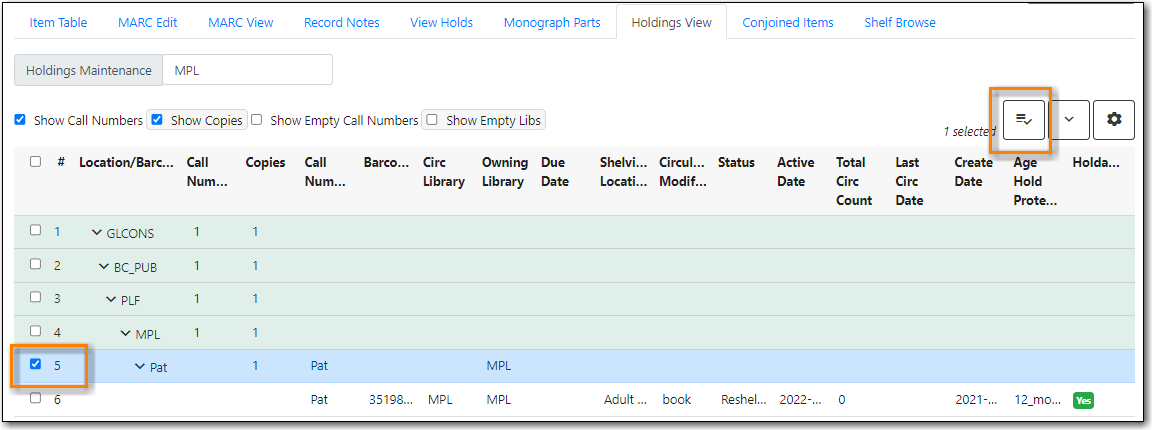 Item Table MARC Edit MARC View Record Notes View Holds Monograph Parts Holdings View Conjoined Items Shelf Browse
Holdings Maintenance MPL
Show Call Numbers Show Copies Show Empty Call Numbers Show Empty Libs
1 selected
# Location/Barc... Call Copies Call Barco... Circ Owning Due Shelvi... Circul... Status Active Total Last Create Age Holda...
Num... Num... Library Library Date Locati... Modif... Date Circ Circ Date Hold
Count Date Prote...
1 GLCONS 1 1
2 BC_PUB 1 1
3 PLF 1 1
4 MPL 1 1
5 Pat 1 Pat MPL
6 Pat 35198... MPL MPL Adult ... book Reshel... 2022-... 0 2021-... 12_mo... Yes